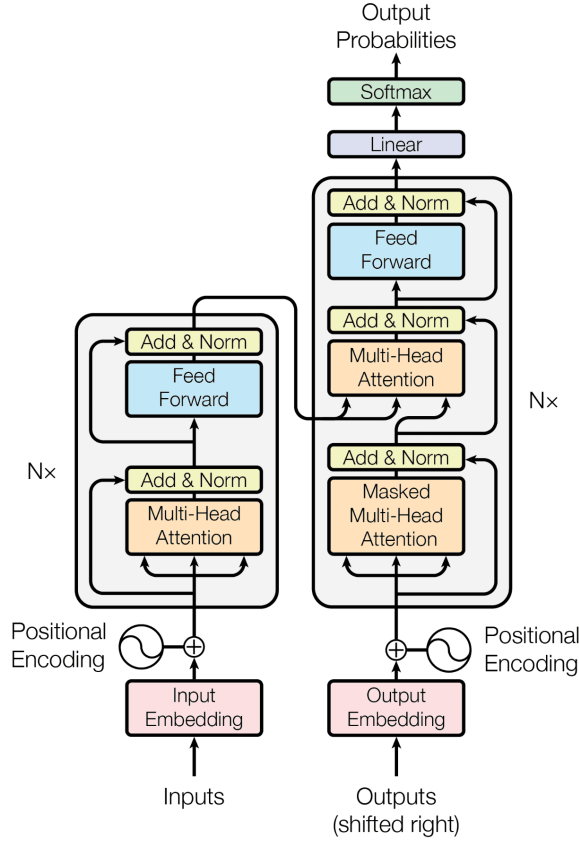 Output
Probabilities
Softmax
Linear
Add & Norm
Feed
Forward
Add & Norm
Multi-Head
Attention
Add & Norm
Masked
Multi-Head
Attention
N×
Add & Norm
Feed
Forward
Add & Norm
Multi-Head
Attention
N×
Positional
Encoding
Positional
Encoding
Input
Embedding
Output
Embedding
Inputs
Outputs
(shifted right)